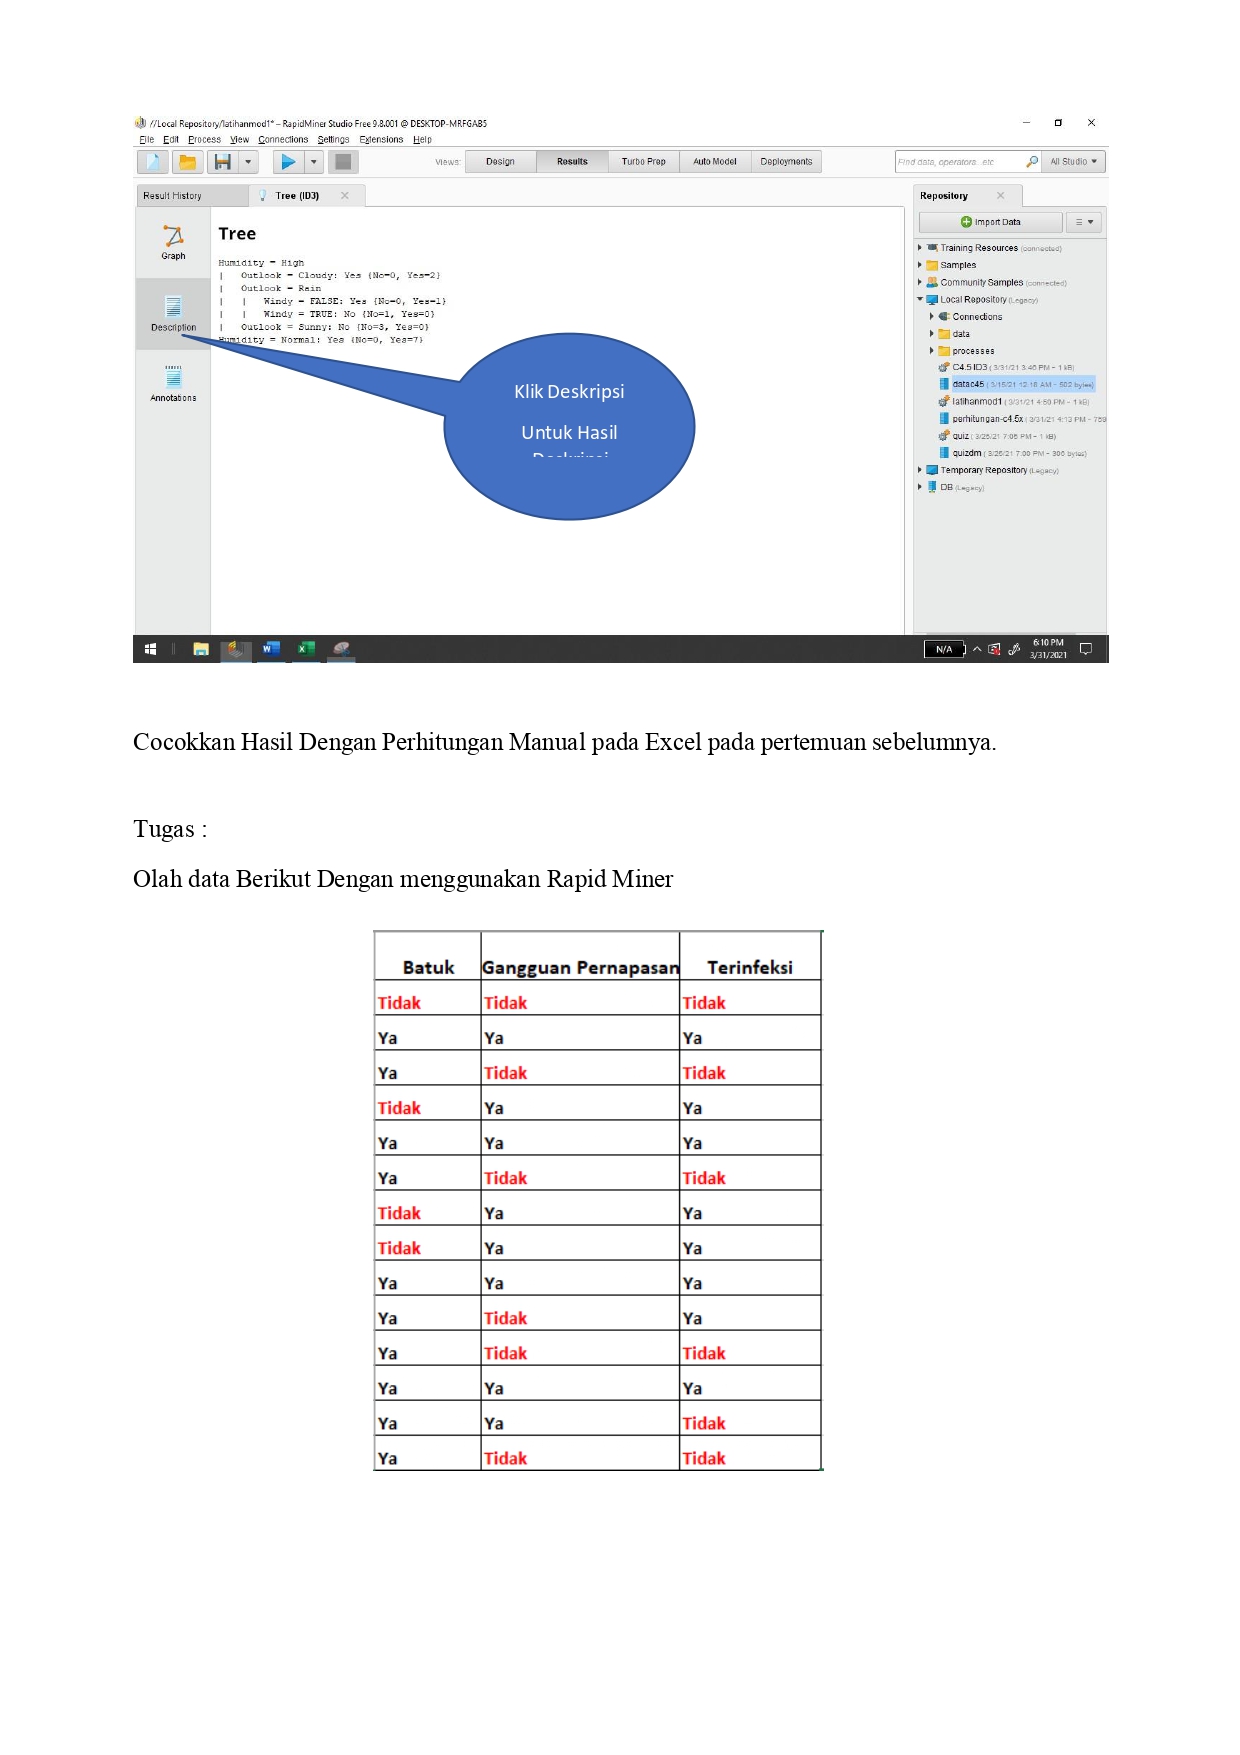 //Local Repository/latihanmod1* – RapidMiner Studio Free 9.8.001 @ DESKTOP-MRFGAB5
File Edit Process View Connections Settings Extensions Help
Views: Design Results Turbo Prep Auto Model Deployments Find data, operators...etc All Studio
Result History Tree (ID3) Repository
Import Data
Graph
Description
Annotations
Tree
Humidity = High
| Outlook = Cloudy: Yes {No=0, Yes=2}
| Outlook = Rain
| | Windy = FALSE: Yes {No=0, Yes=1}
| | Windy = TRUE: No {No=1, Yes=0}
| Outlook = Sunny: No {No=3, Yes=0}
Humidity = Normal: Yes {No=0, Yes=7}
Klik Deskripsi
Untuk Hasil
Deskripsi
Training Resources (connected)
Samples
Community Samples (connected)
Local Repository (Legacy)
Connections
data
processes
C4.5 ID3 ( 3/31/21 3:46 PM – 1 kB)
datac45 ( 3/15/21 12:18 AM – 502 bytes)
latihanmod1 ( 3/31/21 4:50 PM – 1 kB)
perhitungan-c4.5x ( 3/31/21 4:13 PM – 759
quiz ( 3/25/21 7:05 PM – 1 kB)
quizdm ( 3/25/21 7:00 PM – 306 bytes)
Temporary Repository (Legacy)
DB (Legacy)
N/A 6:10 PM
3/31/2021
Cocokkan Hasil Dengan Perhitungan Manual pada Excel pada pertemuan sebelumnya.
Tugas :
Olah data Berikut Dengan menggunakan Rapid Miner
Batuk Gangguan Pernapasan Terinfeksi
Tidak Tidak Tidak
Ya Ya Ya
Ya Tidak Tidak
Tidak Ya Ya
Ya Ya Ya
Ya Tidak Tidak
Tidak Ya Ya
Tidak Ya Ya
Ya Ya Ya
Ya Tidak Ya
Ya Tidak Tidak
Ya Ya Ya
Ya Ya Tidak
Ya Tidak Tidak